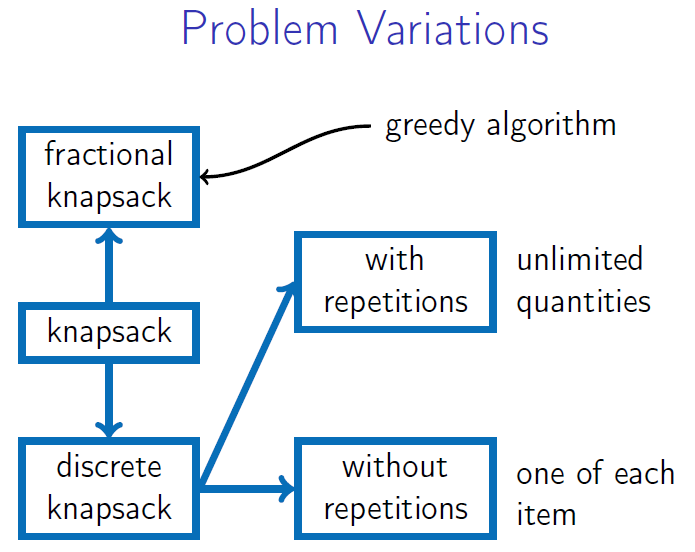 Problem Variations
greedy algorithm
fractional
knapsack
with
repetitions
unlimited
quantities
knapsack
discrete
knapsack
without
repetitions
one of each
item